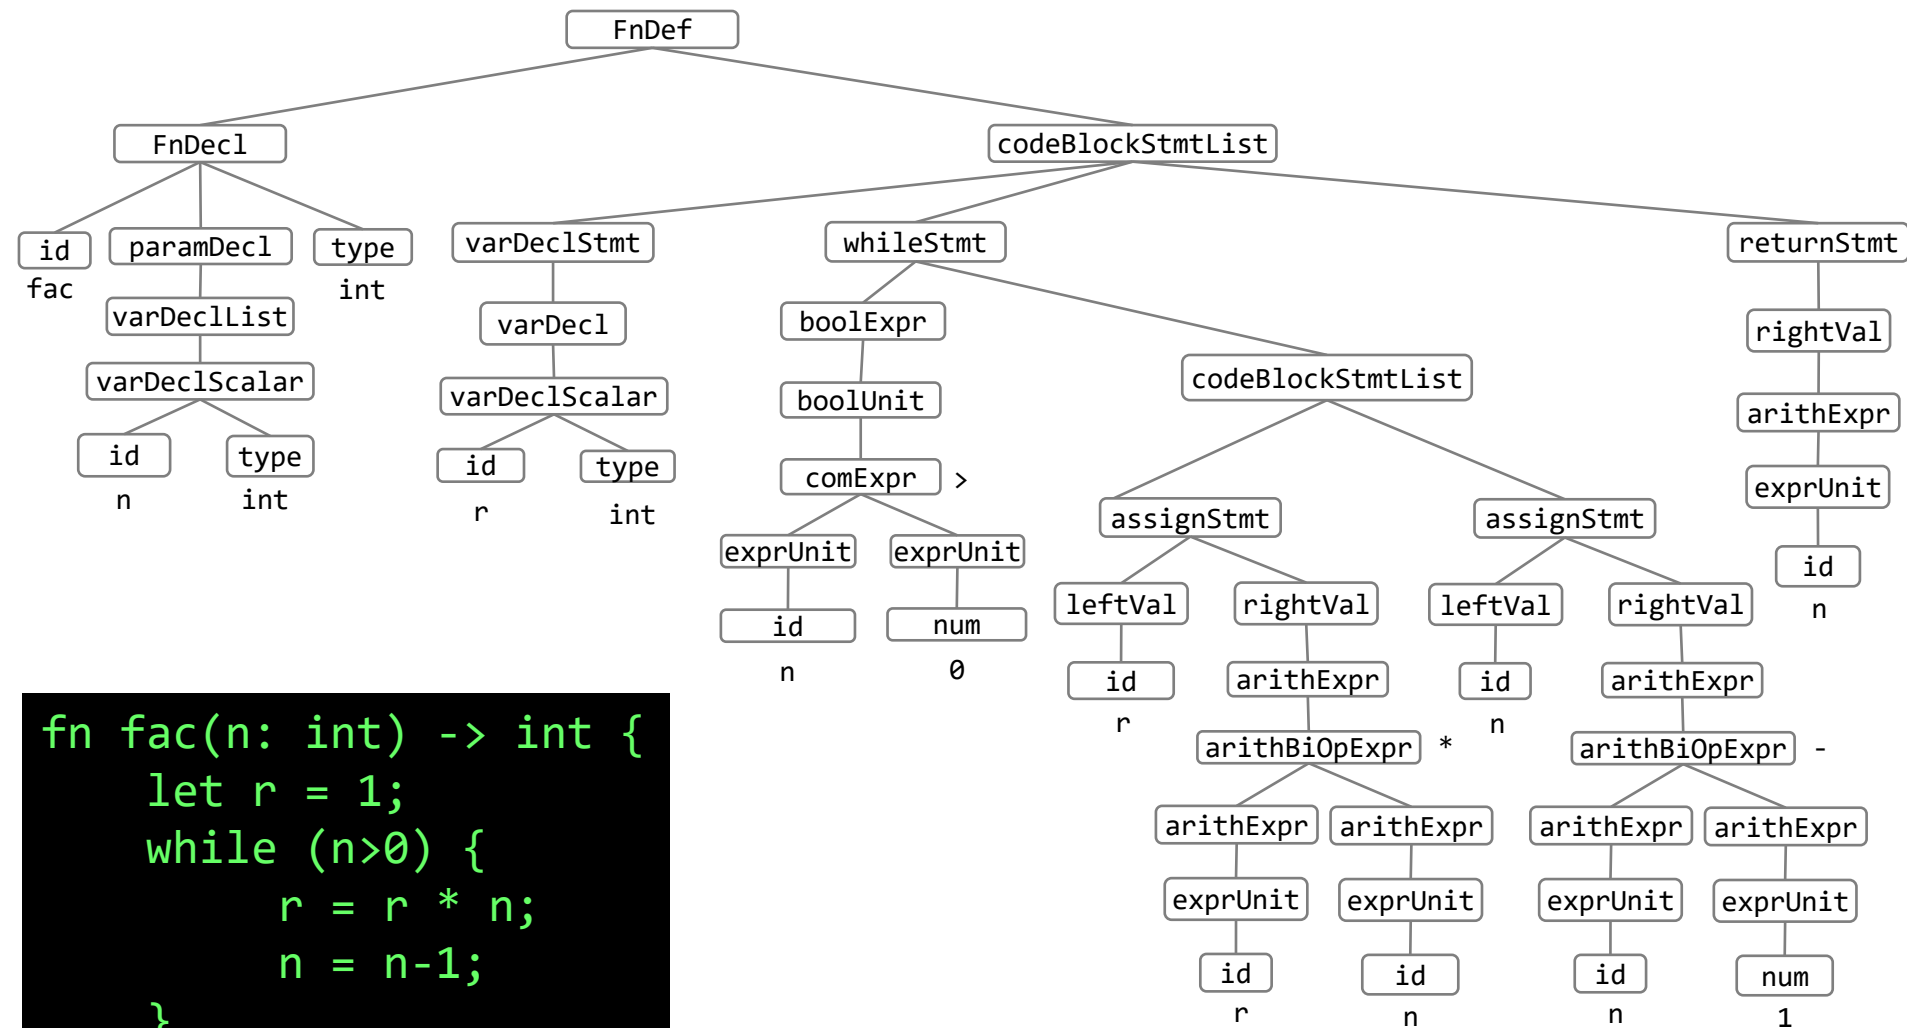 FnDef
FnDecl codeBlockStmtList
id paramDecl type varDeclStmt whileStmt returnStmt
fac int
varDeclList varDecl boolExpr rightVal
varDeclScalar varDeclScalar boolUnit codeBlockStmtList arithExpr
id type id type comExpr > exprUnit
n int r int assignStmt assignStmt
exprUnit exprUnit id
leftVal rightVal leftVal rightVal n
id num
n 0 id arithExpr id arithExpr
r n
arithBiOpExpr * arithBiOpExpr -
arithExpr arithExpr arithExpr arithExpr
exprUnit exprUnit exprUnit exprUnit
id id id num
r n n 1
fn fac(n: int) -> int {
let r = 1;
while (n>0) {
r = r * n;
n = n-1;
}